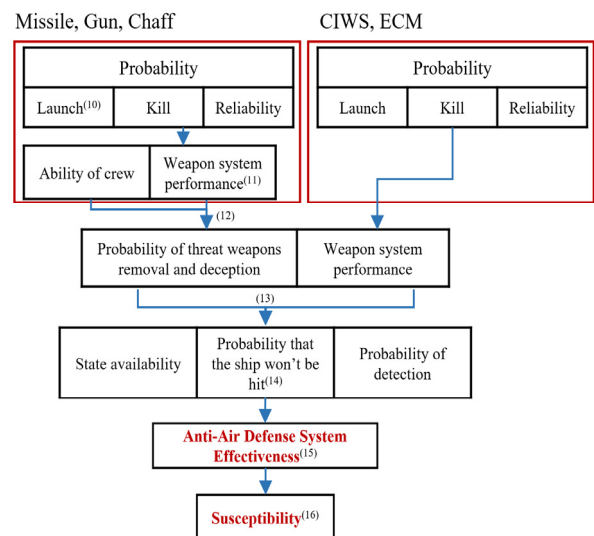 Missile, Gun, Chaff
CIWS, ECM
Probability
Launch(10) Kill Reliability
Probability
Launch Kill Reliability
Ability of crew
Weapon system
performance(11)
(12)
Probability of threat weapons
removal and deception
Weapon system
performance
(13)
State availability
Probability that
the ship won't be
hit(14)
Probability of
detection
Anti-Air Defense System
Effectiveness(15)
Susceptibility(16)